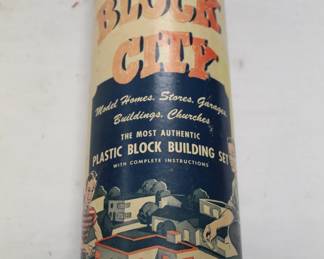 BLOCK
CITY
Model Homes, Stores, Garages,
Buildings, Churches
THE MOST AUTHENTIC
PLASTIC BLOCK BUILDING SET
WITH COMPLETE INSTRUCTIONS